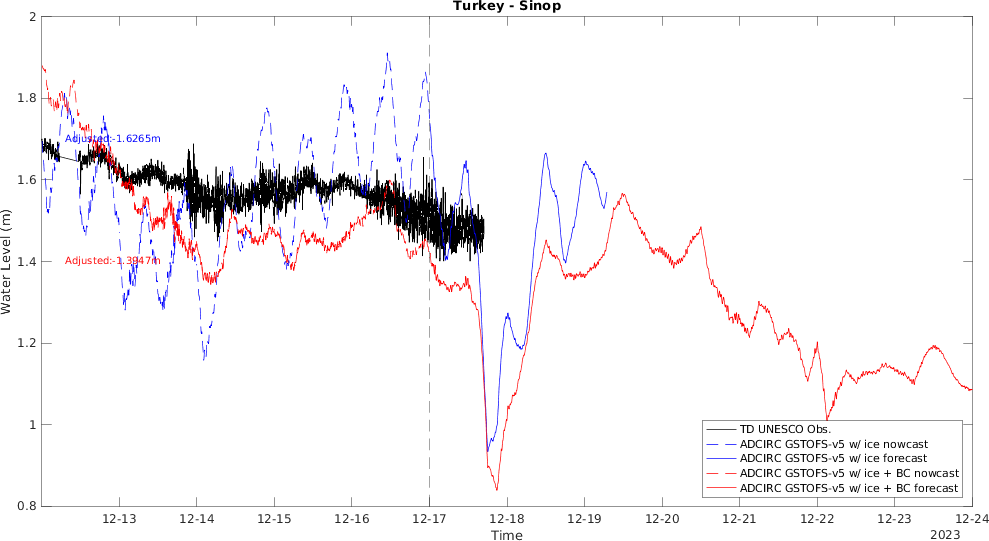 Turkey - Sinop
2
1.8
1.6
1.4
1.2
1
0.8
Water Level (m)
Adjusted:-1.6265m
Adjusted:-1.3947m
TD UNESCO Obs.
ADCIRC GSTOFS-v5 w/ ice nowcast
ADCIRC GSTOFS-v5 w/ ice forecast
ADCIRC GSTOFS-v5 w/ ice + BC nowcast
ADCIRC GSTOFS-v5 w/ ice + BC forecast
12-13 12-14 12-15 12-16 12-17 12-18 12-19 12-20 12-21 12-22 12-23 12-24
Time
2023